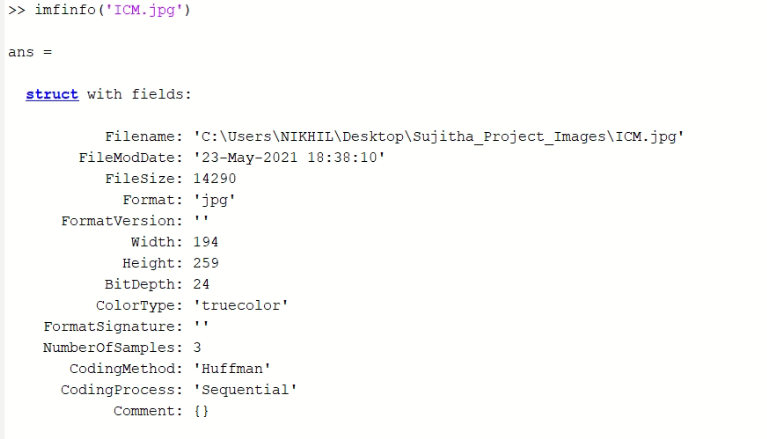 >> imfinfo('ICM.jpg')
ans =
struct with fields:
Filename: 'C:\Users\NIKHIL\Desktop\Sujitha_Project_Images\ICM.jpg'
FileModDate: '23-May-2021 18:38:10'
FileSize: 14290
Format: 'jpg'
FormatVersion: ''
Width: 194
Height: 259
BitDepth: 24
ColorType: 'truecolor'
FormatSignature: ''
NumberOfSamples: 3
CodingMethod: 'Huffman'
CodingProcess: 'Sequential'
Comment: {}